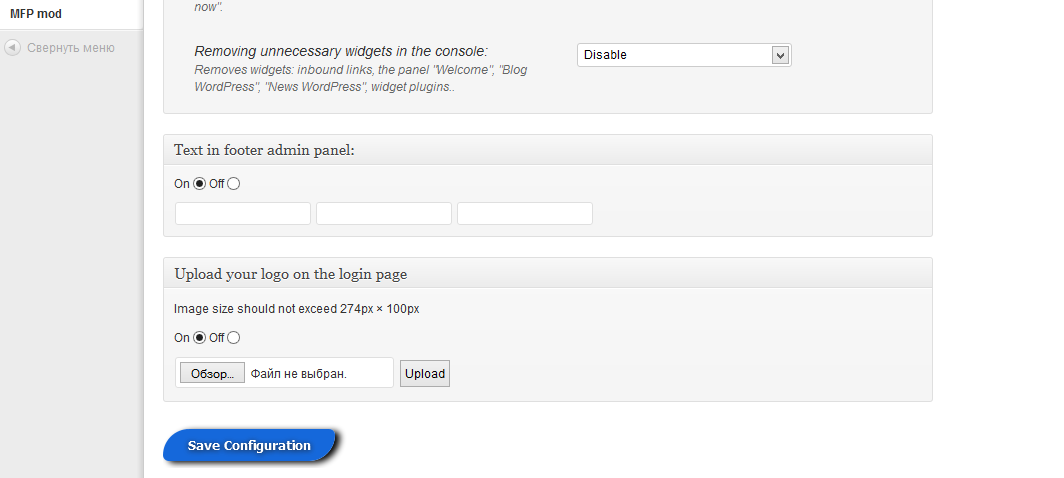 MFP mod
Свернуть меню
now".
Removing unnecessary widgets in the console:
Removes widgets: inbound links, the panel "Welcome", "Blog
WordPress", "News WordPress", widget plugins..
Disable
Text in footer admin panel:
On Off
Upload your logo on the login page
Image size should not exceed 274px × 100px
On Off
Обзор... Файл не выбран. Upload
Save Configuration